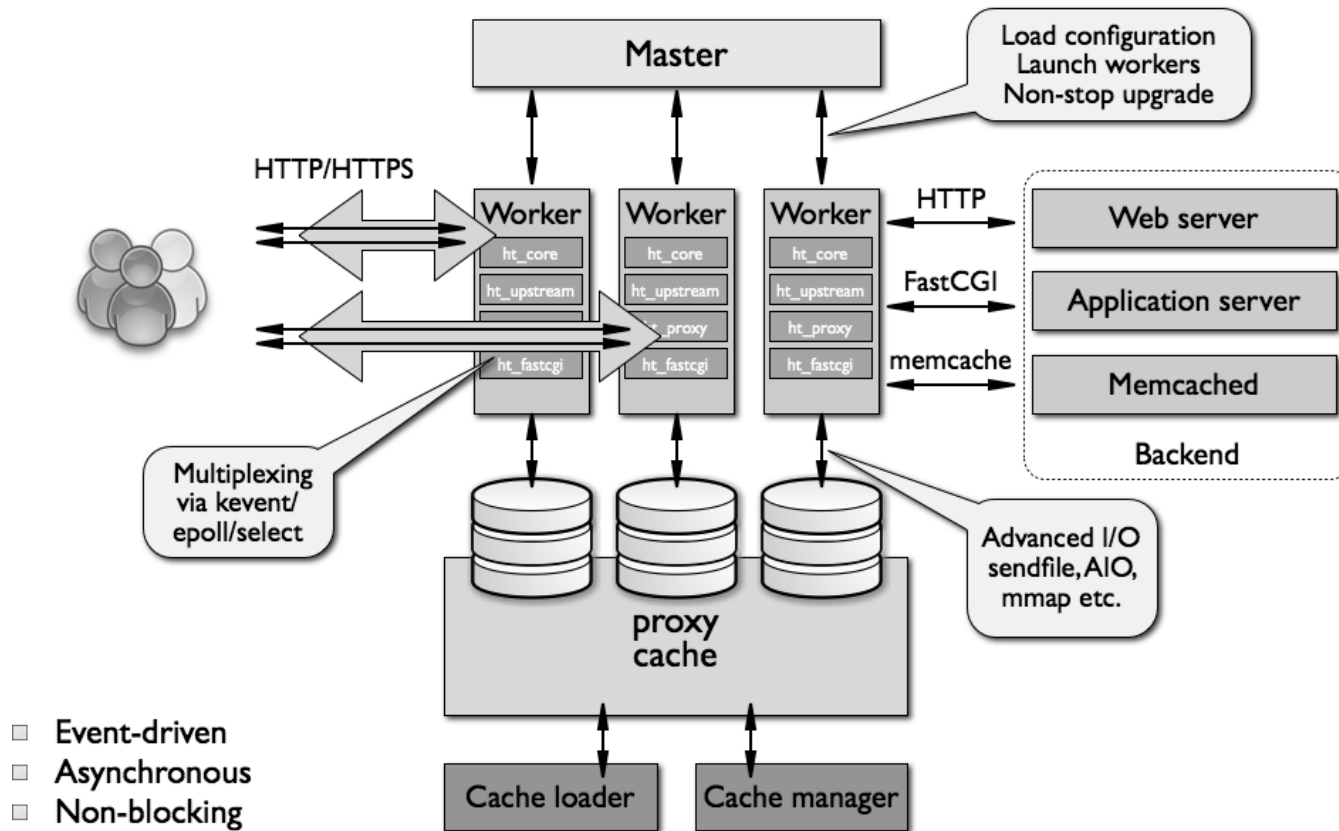 Master
Load configuration
Launch workers
Non-stop upgrade
HTTP/HTTPS
Worker
ht_core
ht_upstream
ht_fastcgi
Worker
ht_core
ht_upstream
ht_proxy
ht_fastcgi
Worker
ht_core
ht_upstream
ht_proxy
ht_fastcgi
HTTP
FastCGI
memcache
Web server
Application server
Memcached
Backend
Multiplexing
via kevent/
epoll/select
Advanced I/O
sendfile, AIO,
mmap etc.
proxy
cache
Cache loader
Cache manager
Event-driven
Asynchronous
Non-blocking